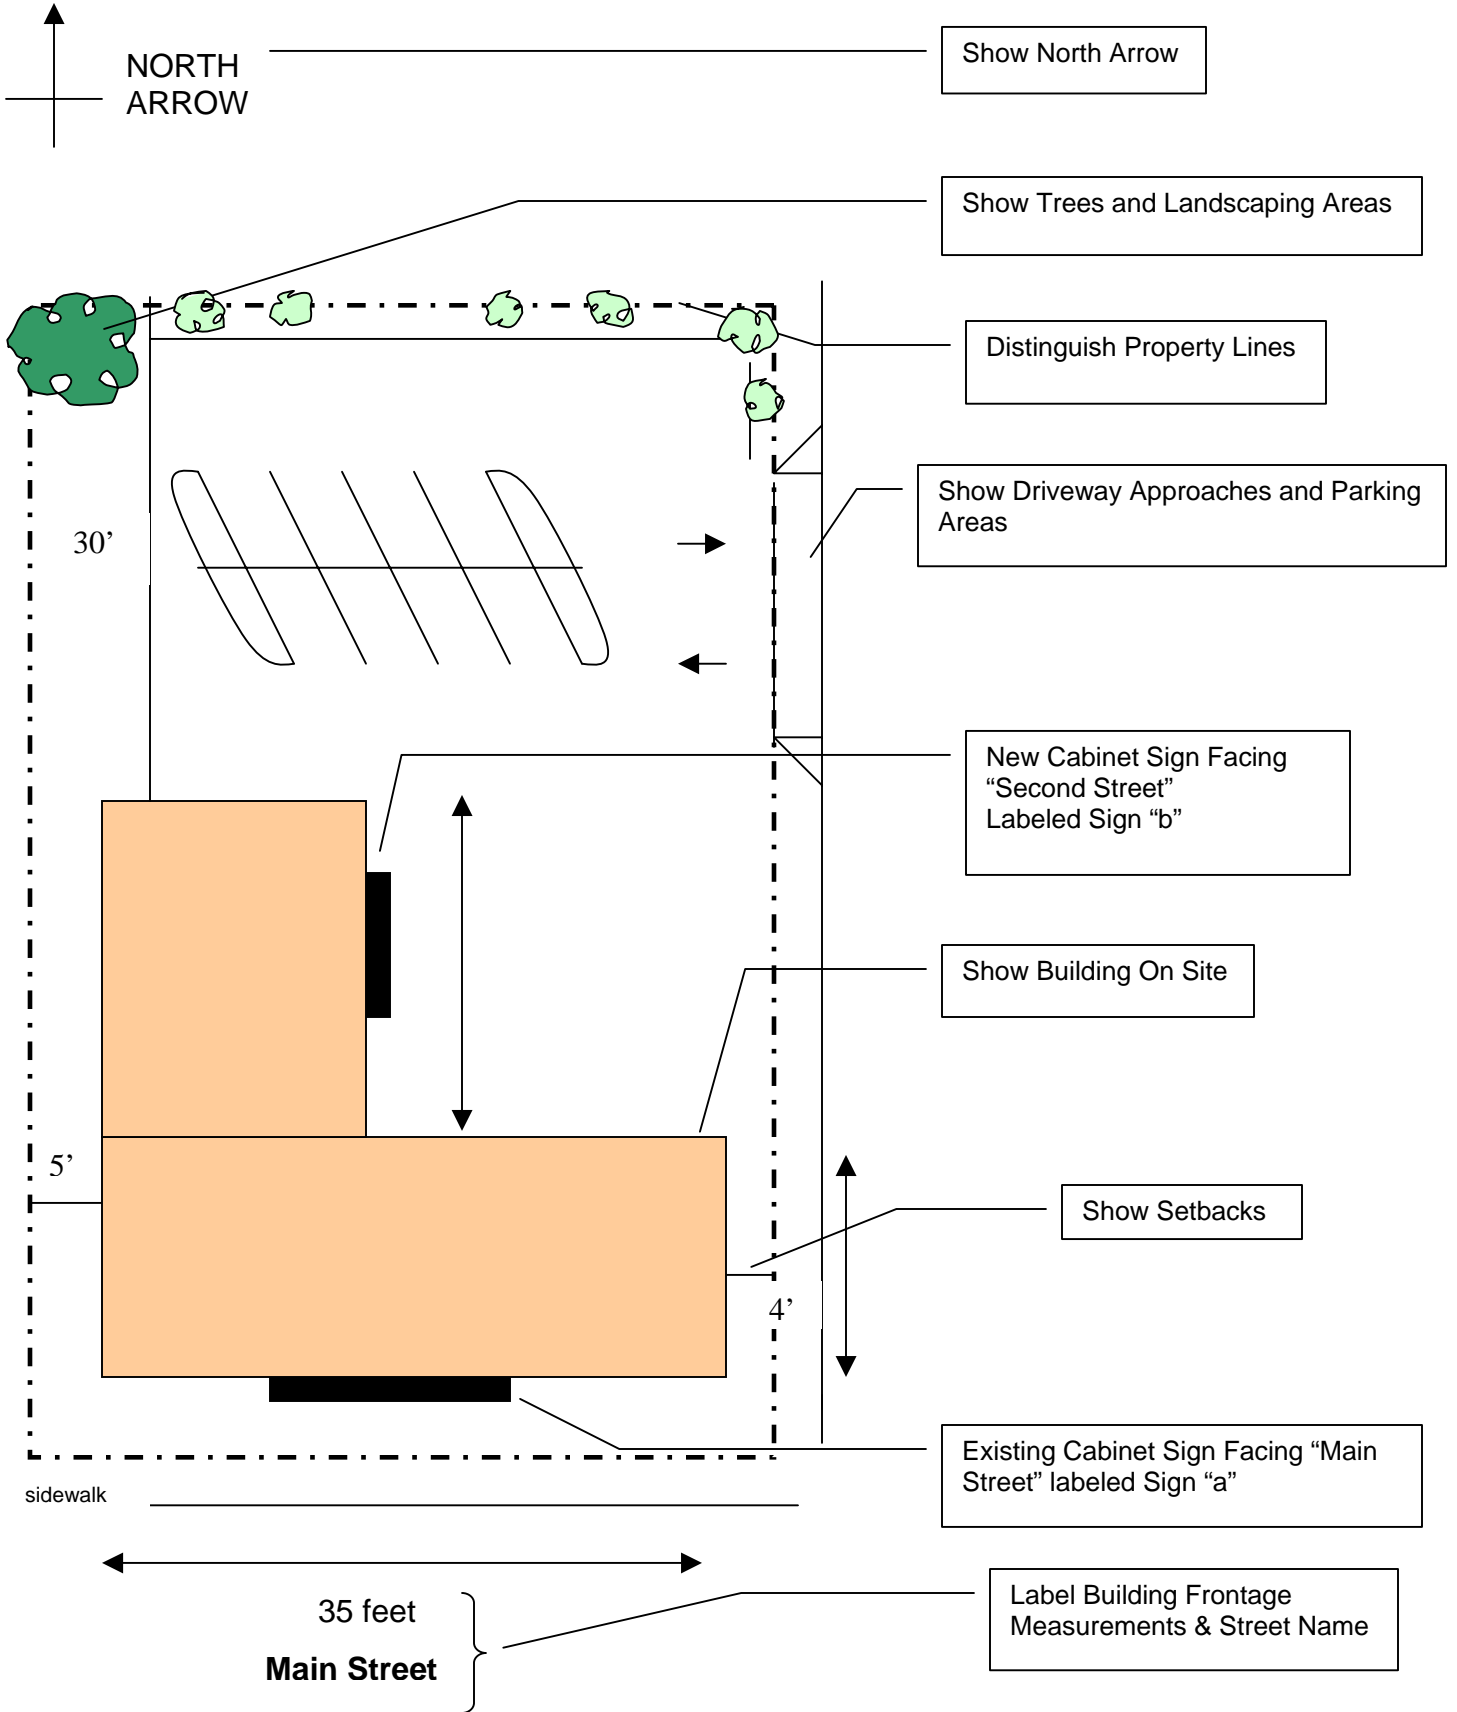 NORTH
ARROW
Show North Arrow
Show Trees and Landscaping Areas
Distinguish Property Lines
Show Driveway Approaches and Parking
Areas
30’
New Cabinet Sign Facing
“Second Street”
Labeled Sign “b”
Show Building On Site
5’
Show Setbacks
4’
Existing Cabinet Sign Facing “Main
Street” labeled Sign “a”
sidewalk
35 feet
Main Street
Label Building Frontage
Measurements & Street Name